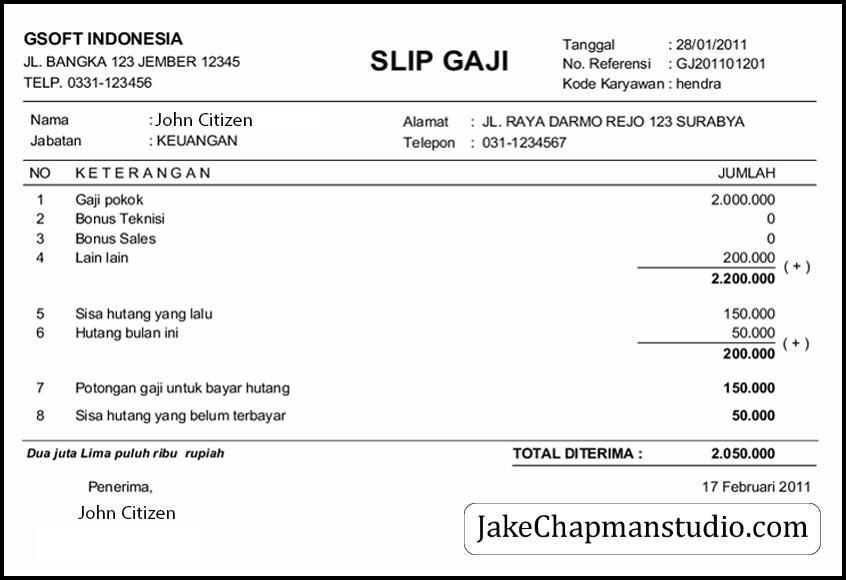 GSOFT INDONESIA
JL. BANGKA 123 JEMBER 12345
TELP. 0331-123456
SLIP GAJI
Tanggal : 28/01/2011
No. Referensi : GJ201101201
Kode Karyawan : hendra
Nama : John Citizen
Jabatan : KEUANGAN
Alamat : JL. RAYA DARMO REJO 123 SURABYA
Telepon : 031-1234567
NO KETERANGAN JUMLAH
1 Gaji pokok 2.000.000
2 Bonus Teknisi 0
3 Bonus Sales 0
4 Lain lain 200.000 (+)
2.200.000
5 Sisa hutang yang lalu 150.000
6 Hutang bulan ini 50.000 (+)
200.000
7 Potongan gaji untuk bayar hutang 150.000
8 Sisa hutang yang belum terbayar 50.000
Dua juta Lima puluh ribu rupiah TOTAL DITERIMA : 2.050.000
Penerima, 17 Februari 2011
John Citizen
JakeChapmanstudio.com